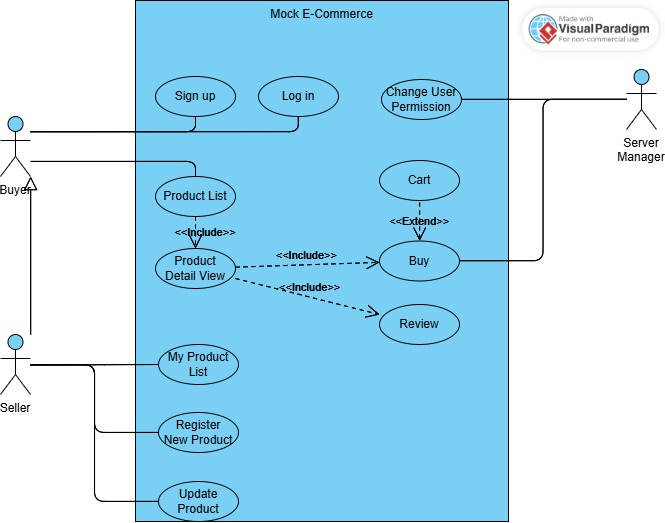 Mock E-Commerce
Made with
Visual Paradigm
For non-commercial use
Sign up
Log in
Change User
Permission
Server
Manager
Buyer
Product List
Cart
<<Include>>
<<Extend>>
Product
Detail View
<<Include>>
Buy
<<Include>>
Review
Seller
My Product
List
Register
New Product
Update
Product